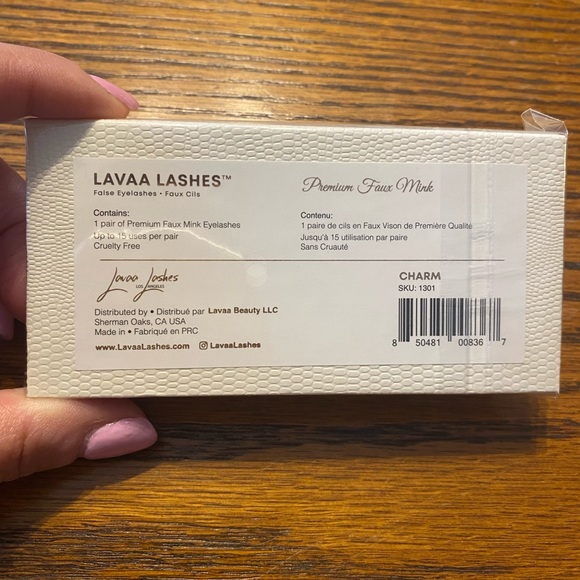 LAVAA LASHES™
False Eyelashes • Faux Cils
Premium Faux Mink
Contains:
1 pair of Premium Faux Mink Eyelashes
Up to 15 uses per pair
Cruelty Free
Contenu:
1 paire de cils en Faux Vison de Première Qualité
Jusqu'à 15 utilisation par paire
Sans Cruauté
Lavaa Lashes
LOS ANGELES
Distributed by • Distribué par Lavaa Beauty LLC
Sherman Oaks, CA USA
Made in • Fabriqué en PRC
www.LavaaLashes.com LavaaLashes
CHARM
SKU: 1301
8 50481 00836 7